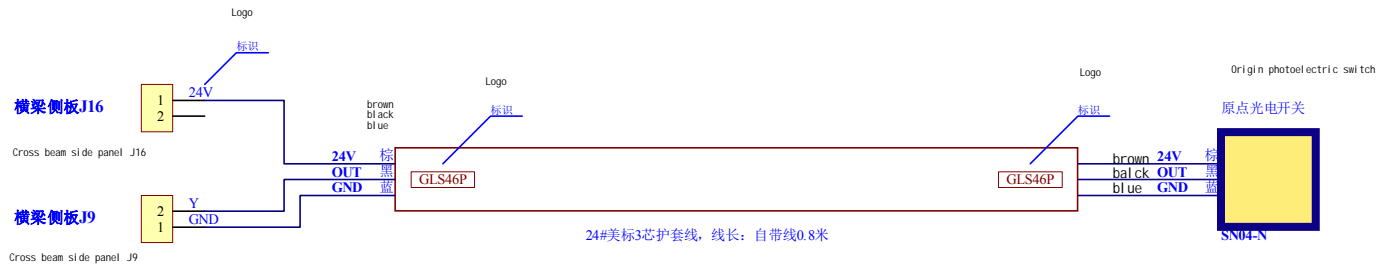 Logo
标识
横梁侧板J16
1
24V
2
Cross beam side panel J16
横梁侧板J9
2
Y
1
GND
Cross beam side panel J9
brown
black
blue
24V 棕
OUT 黑
GND 蓝
Logo
标识
GLS46P
24#美标3芯护套线，线长：自带线0.8米
Logo
标识
GLS46P
brown 24V 棕
balck OUT 黑
blue GND 蓝
Origin photoelectric switch
原点光电开关
SN04-N